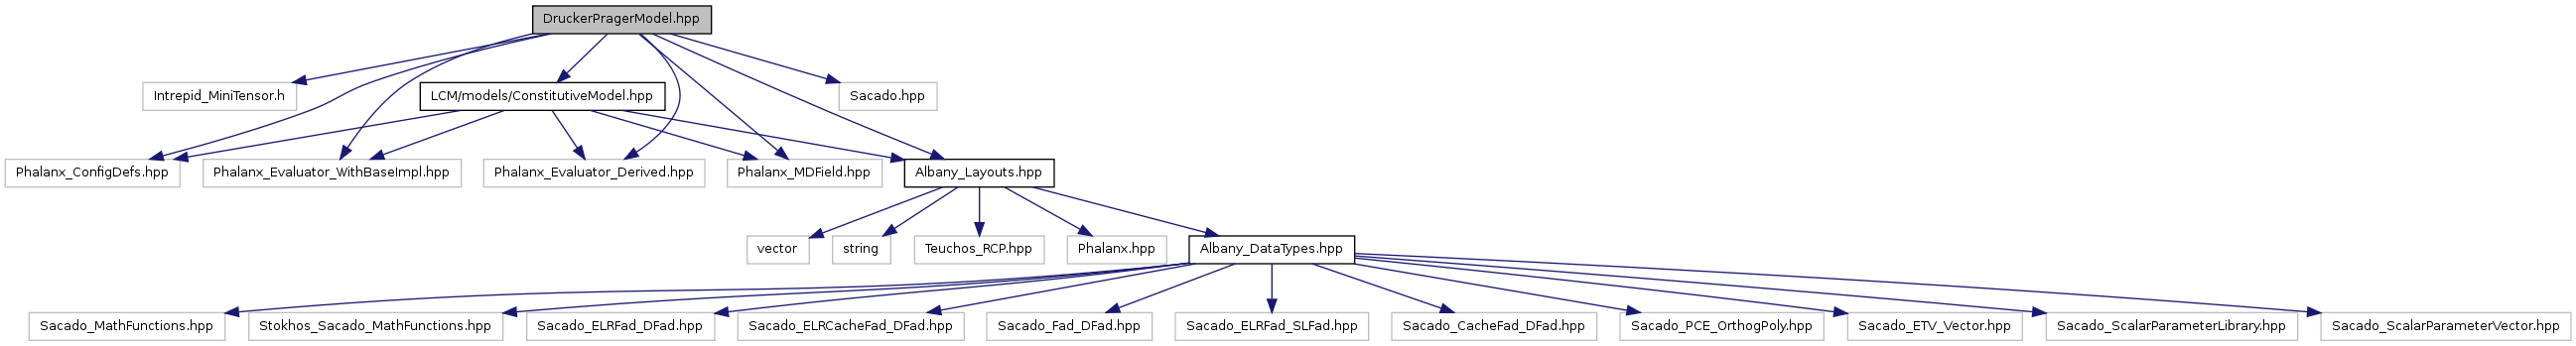 DruckerPragerModel.hpp
Intrepid_MiniTensor.h
LCM/models/ConstitutiveModel.hpp
Sacado.hpp
Phalanx_ConfigDefs.hpp
Phalanx_Evaluator_WithBaseImpl.hpp
Phalanx_Evaluator_Derived.hpp
Phalanx_MDField.hpp
Albany_Layouts.hpp
vector
string
Teuchos_RCP.hpp
Phalanx.hpp
Albany_DataTypes.hpp
Sacado_MathFunctions.hpp
Stokhos_Sacado_MathFunctions.hpp
Sacado_ELRFad_DFad.hpp
Sacado_ELRCacheFad_DFad.hpp
Sacado_Fad_DFad.hpp
Sacado_ELRFad_SLFad.hpp
Sacado_CacheFad_DFad.hpp
Sacado_PCE_OrthogPoly.hpp
Sacado_ETV_Vector.hpp
Sacado_ScalarParameterLibrary.hpp
Sacado_ScalarParameterVector.hpp